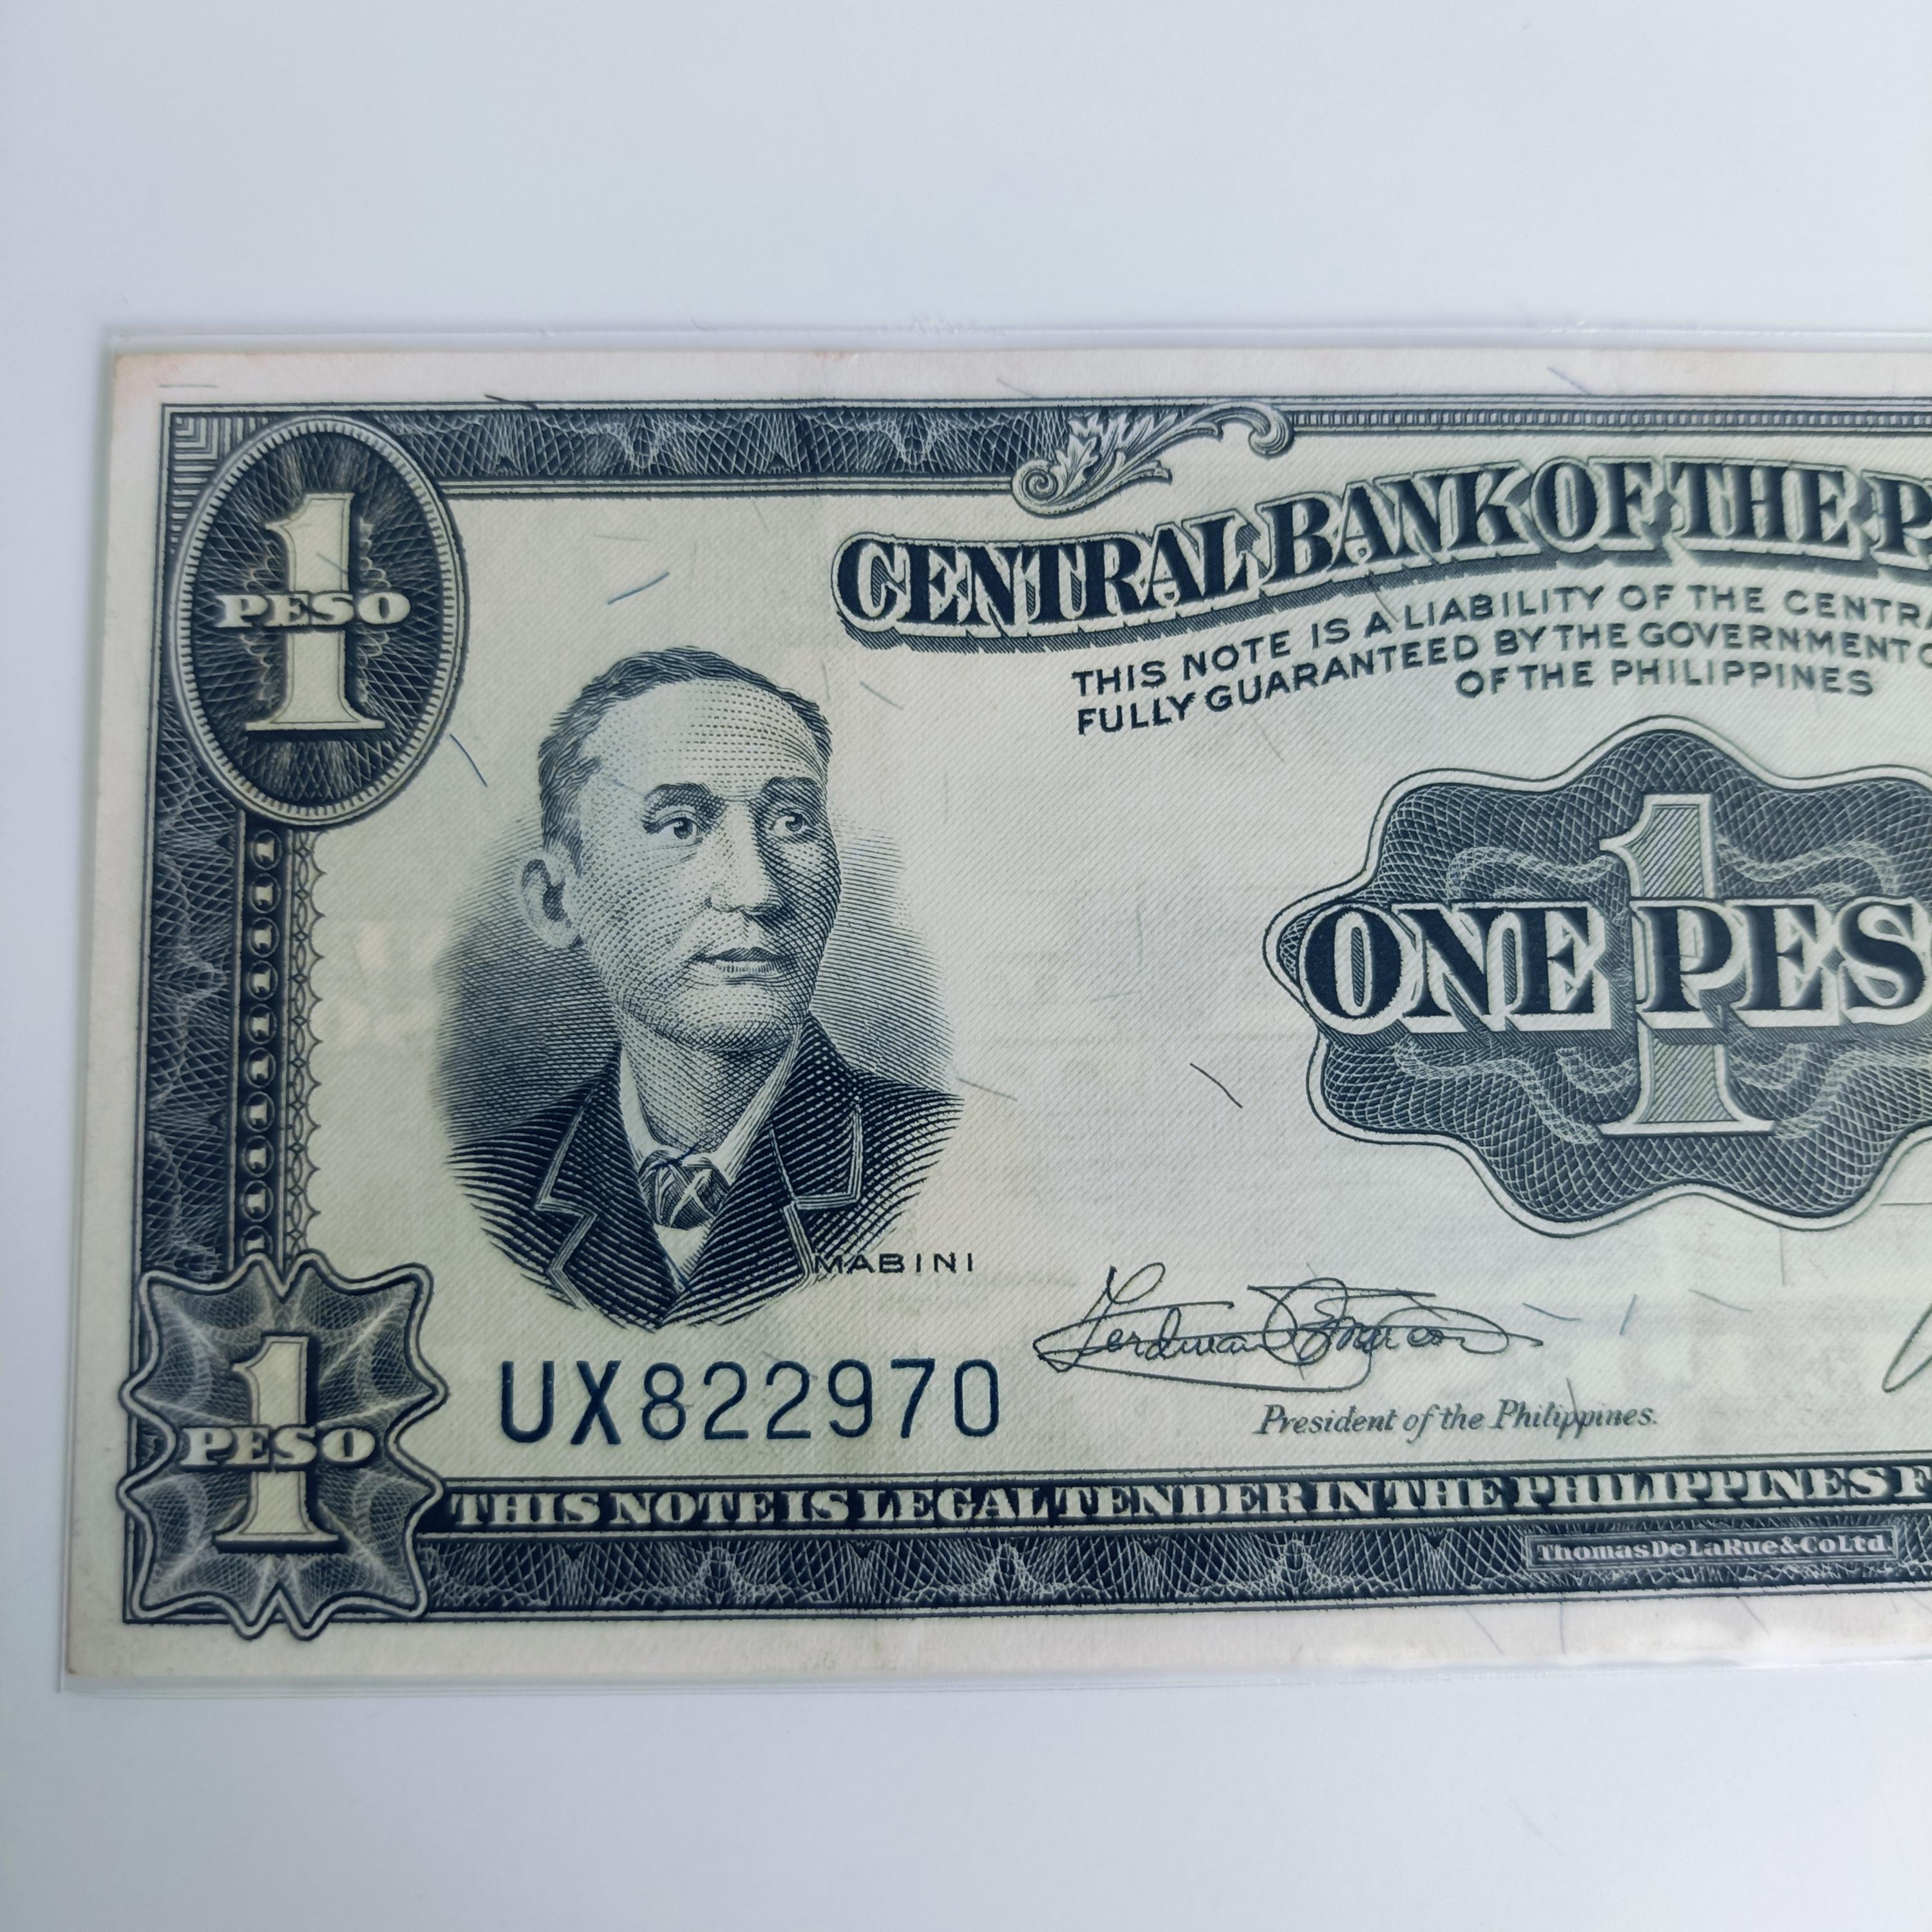 1
PESO
CENTRAL BANK OF THE P
THIS NOTE IS A LIABILITY OF THE CENTRA
FULLY GUARANTEED BY THE GOVERNMENT O
OF THE PHILIPPINES
1
ONE PES
MABINI
Ferdinand E Marcos
President of the Philippines.
UX822970
1
PESO
THIS NOTE IS LEGAL TENDER IN THE PHILIPPINES F
Thomas De La Rue & Co Ltd.